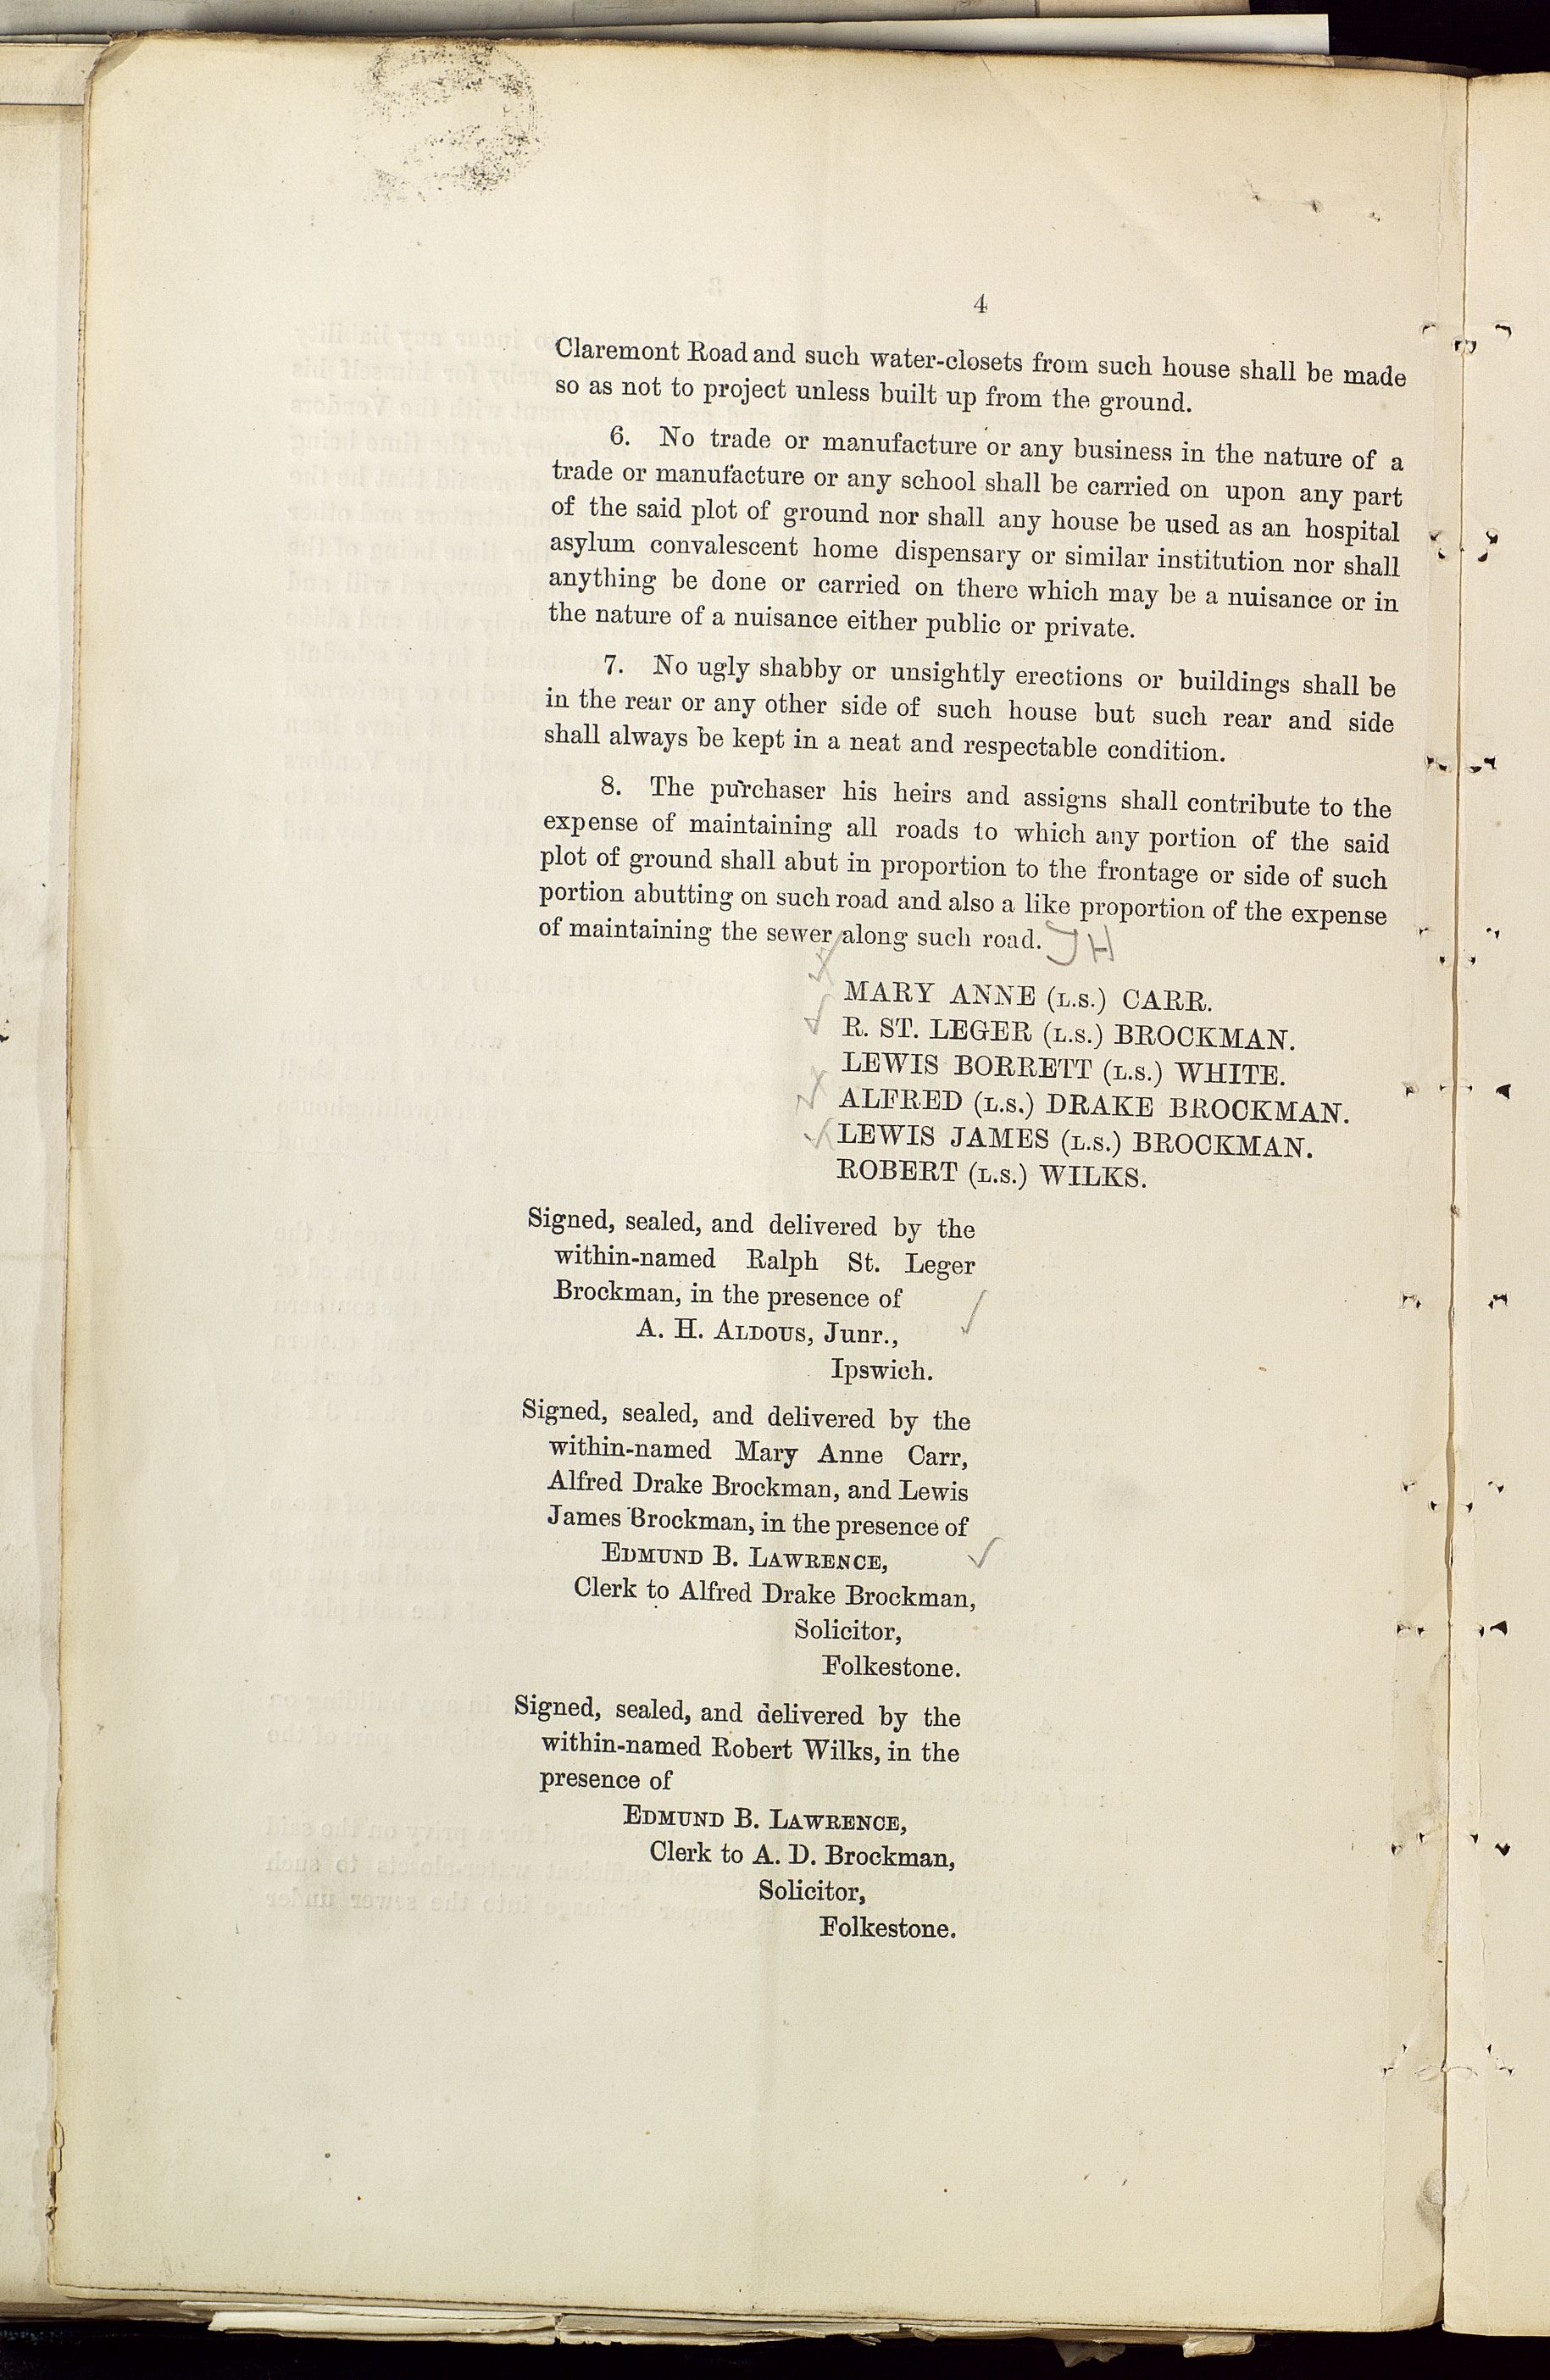 4
Claremont Road and such water-closets from such house shall be made
so as not to project unless built up from the ground.
6. No trade or manufacture or any business in the nature of a
trade or manufacture or any school shall be carried on upon any part
of the said plot of ground nor shall any house be used as an hospital
asylum convalescent home dispensary or similar institution nor shall
anything be done or carried on there which may be a nuisance or in
the nature of a nuisance either public or private.
7. No ugly shabby or unsightly erections or buildings shall be
in the rear or any other side of such house but such rear and side
shall always be kept in a neat and respectable condition.
8. The purchaser his heirs and assigns shall contribute to the
expense of maintaining all roads to which any portion of the said
plot of ground shall abut in proportion to the frontage or side of such
portion abutting on such road and also a like proportion of the expense
of maintaining the sewer along such road. JH
MARY ANNE (L.S.) CARR.
R. ST. LEGER (L.S.) BROCKMAN.
LEWIS BORRETT (L.S.) WHITE.
ALFRED (L.S.) DRAKE BROCKMAN.
LEWIS JAMES (L.S.) BROCKMAN.
ROBERT (L.S.) WILKS.
Signed, sealed, and delivered by the
within-named Ralph St. Leger
Brockman, in the presence of
A. H. ALDOUS, Junr.,
Ipswich.
Signed, sealed, and delivered by the
within-named Mary Anne Carr,
Alfred Drake Brockman, and Lewis
James Brockman, in the presence of
EDMUND B. LAWRENCE,
Clerk to Alfred Drake Brockman,
Solicitor,
Folkestone.
Signed, sealed, and delivered by the
within-named Robert Wilks, in the
presence of
EDMUND B. LAWRENCE,
Clerk to A. D. Brockman,
Solicitor,
Folkestone.